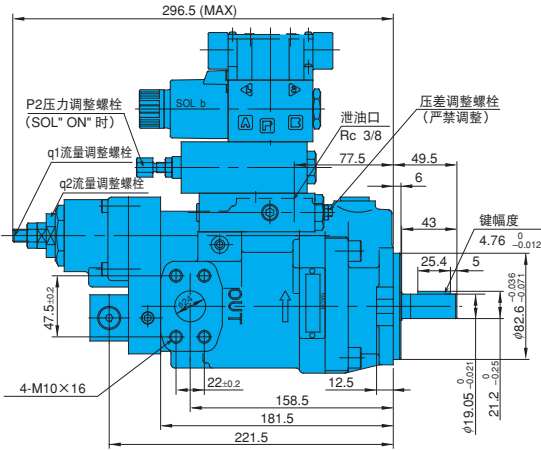 296.5 (MAX)
P2压力调整螺栓
(SOL" ON" 时)
SOL b
泄油口
Rc 3/8
压差调整螺栓
(严禁调整)
q1流量调整螺栓
q2流量调整螺栓
77.5
49.5
6
43
键幅度
4.76 0 -0.012
25.4
5
47.5±0.2
φ24
OUT
φ82.6 -0.036 -0.071
4-M10×16
22±0.2
12.5
158.5
181.5
221.5
φ19.05 0 -0.021
21.2 0 -0.25